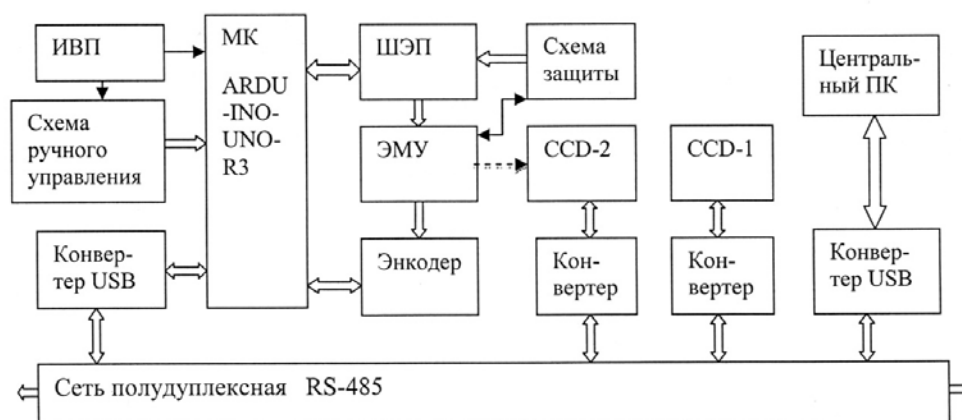 ИВП
МК
ARDU
-INO-
UNO-
R3
ШЭП
Схема
защиты
Централь-
ный ПК
Схема
ручного
управления
ЭМУ
CCD-2
CCD-1
Конвер-
тер USB
Энкодер
Кон-
вертер
Кон-
вертер
Конвер-
тер USB
Сеть полудуплексная RS-485